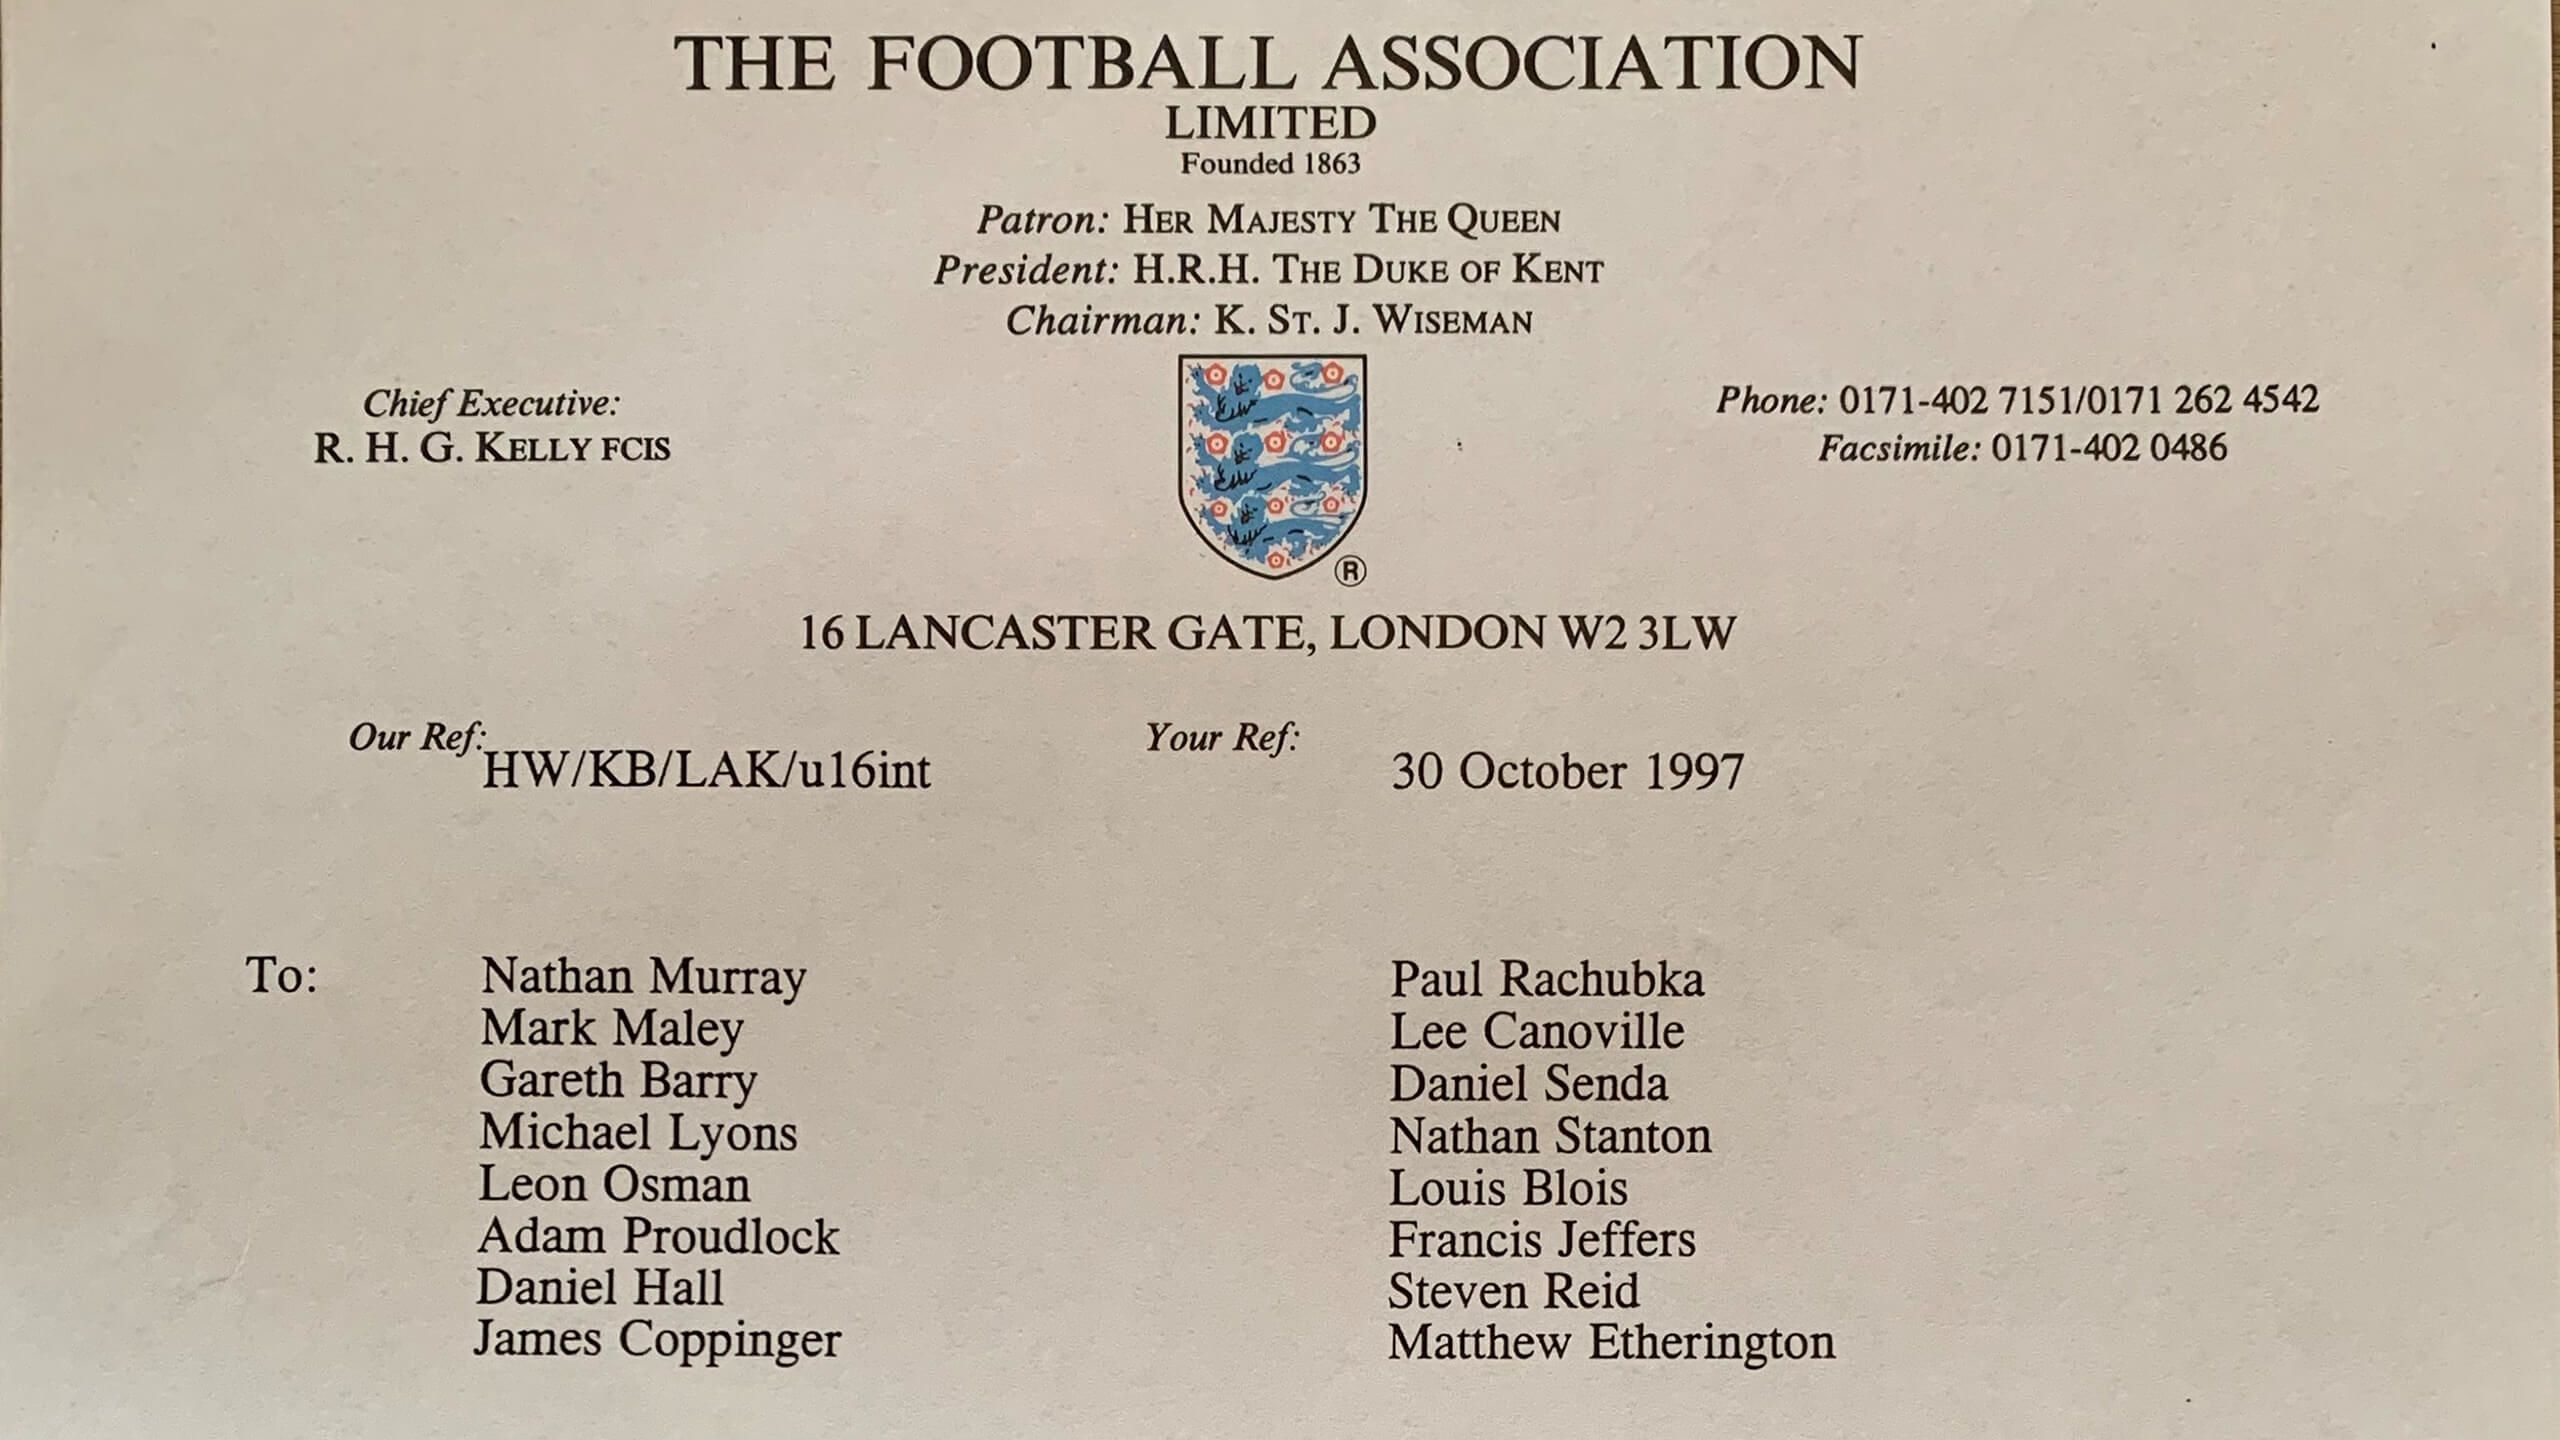 THE FOOTBALL ASSOCIATION
LIMITED
Founded 1863
Patron: HER MAJESTY THE QUEEN
President: H.R.H. THE DUKE OF KENT
Chairman: K. ST. J. WISEMAN
Chief Executive:
R. H. G. KELLY FCIS
Phone: 0171-402 7151/0171 262 4542
Facsimile: 0171-402 0486
®
16 LANCASTER GATE, LONDON W2 3LW
Our Ref: HW/KB/LAK/u16int
Your Ref:
30 October 1997
To:
Nathan Murray
Mark Maley
Gareth Barry
Michael Lyons
Leon Osman
Adam Proudlock
Daniel Hall
James Coppinger
Paul Rachubka
Lee Canoville
Daniel Senda
Nathan Stanton
Louis Blois
Francis Jeffers
Steven Reid
Matthew Etherington